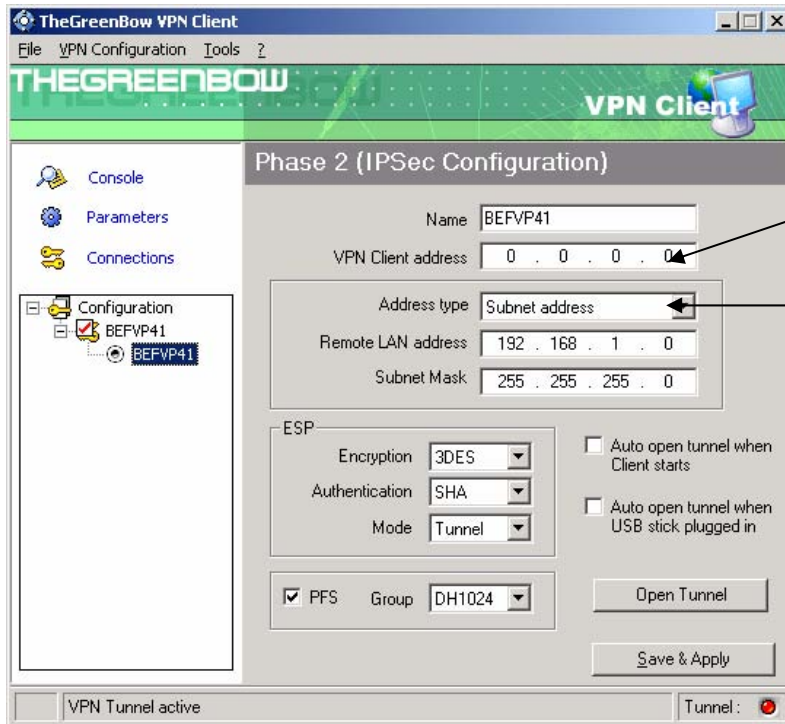 TheGreenBow VPN Client
File VPN Configuration Tools ?
THEGREENBOW
VPN Client
Console
Parameters
Connections
Configuration
BEFVP41
BEFVP41
Phase 2 (IPSec Configuration)
Name BEFVP41
VPN Client address 0 . 0 . 0 . 0
Address type Subnet address
Remote LAN address 192 . 168 . 1 . 0
Subnet Mask 255 . 255 . 255 . 0
ESP
Encryption 3DES
Authentication SHA
Mode Tunnel
Auto open tunnel when
Client starts
Auto open tunnel when
USB stick plugged in
PFS Group DH1024
Open Tunnel
Save & Apply
VPN Tunnel active
Tunnel :